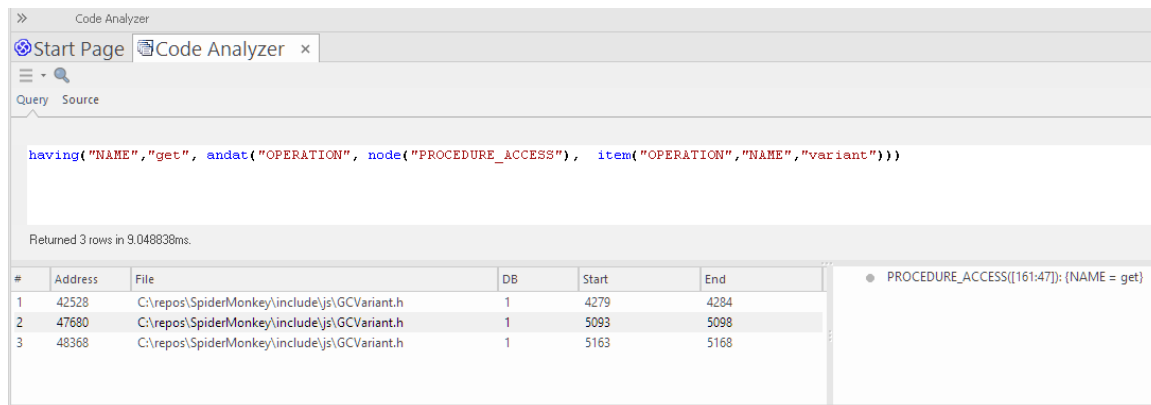 Code Analyzer
Start Page Code Analyzer ×
Query Source
having("NAME","get", andat("OPERATION", node("PROCEDURE_ACCESS"), item("OPERATION","NAME","variant")))
Returned 3 rows in 9.048838ms.
# Address File DB Start End
1 42528 C:\repos\SpiderMonkey\include\js\GCVariant.h 1 4279 4284
2 47680 C:\repos\SpiderMonkey\include\js\GCVariant.h 1 5093 5098
3 48368 C:\repos\SpiderMonkey\include\js\GCVariant.h 1 5163 5168
PROCEDURE_ACCESS([161:47]): {NAME = get}